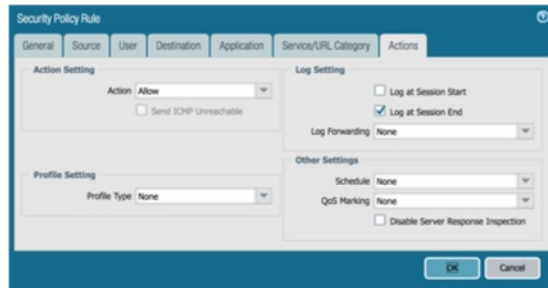 Security Policy Rule
General Source User Destination Application Service/URL Category Actions
Action Setting
Action Allow
Send ICMP Unreachable
Profile Setting
Profile Type None
Log Setting
Log at Session Start
Log at Session End
Log Forwarding None
Other Settings
Schedule None
QoS Marking None
Disable Server Response Inspection
OK Cancel